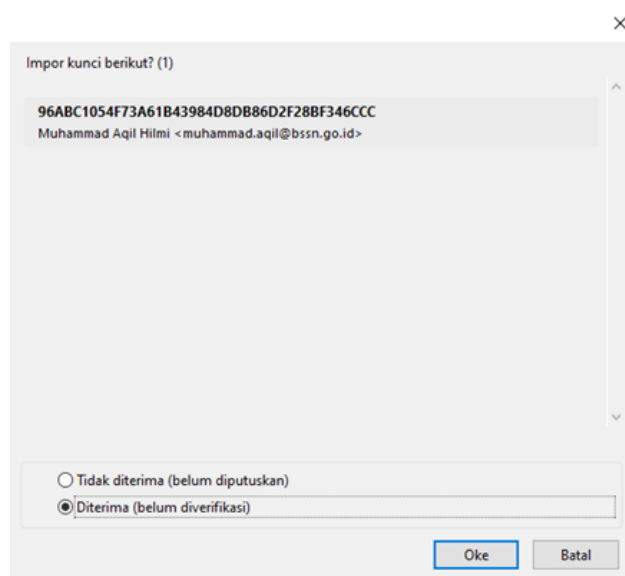 Impor kunci berikut? (1)
96ABC1054F73A61B43984D8DB86D2F28BF346CCC
Muhammad Aqil Hilmi <muhammad.aqil@bssn.go.id>
Tidak diterima (belum diputuskan)
Diterima (belum diverifikasi)
Oke Batal